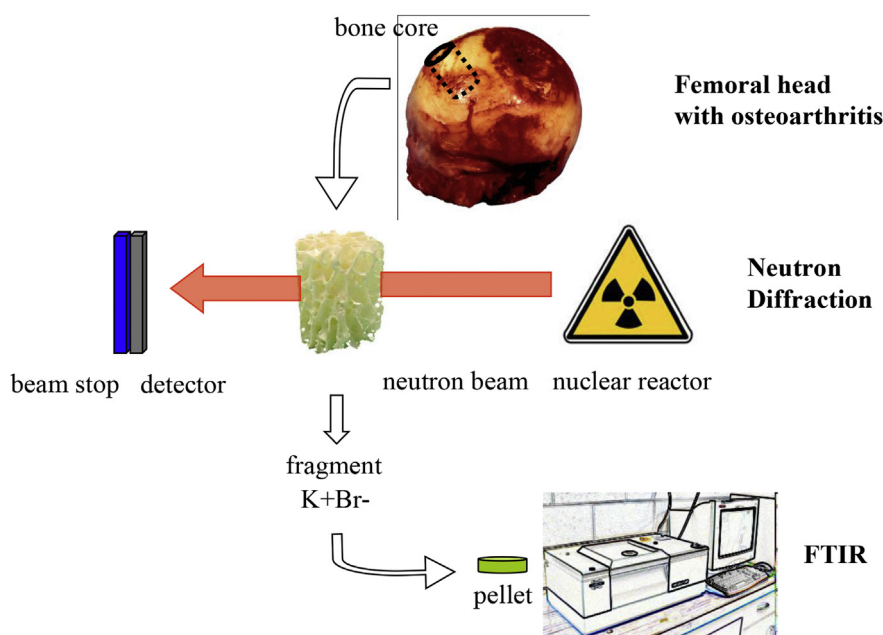 bone core
Femoral head
with osteoarthritis
Neutron
Diffraction
beam stop detector
neutron beam
nuclear reactor
fragment
K+Br-
pellet
FTIR